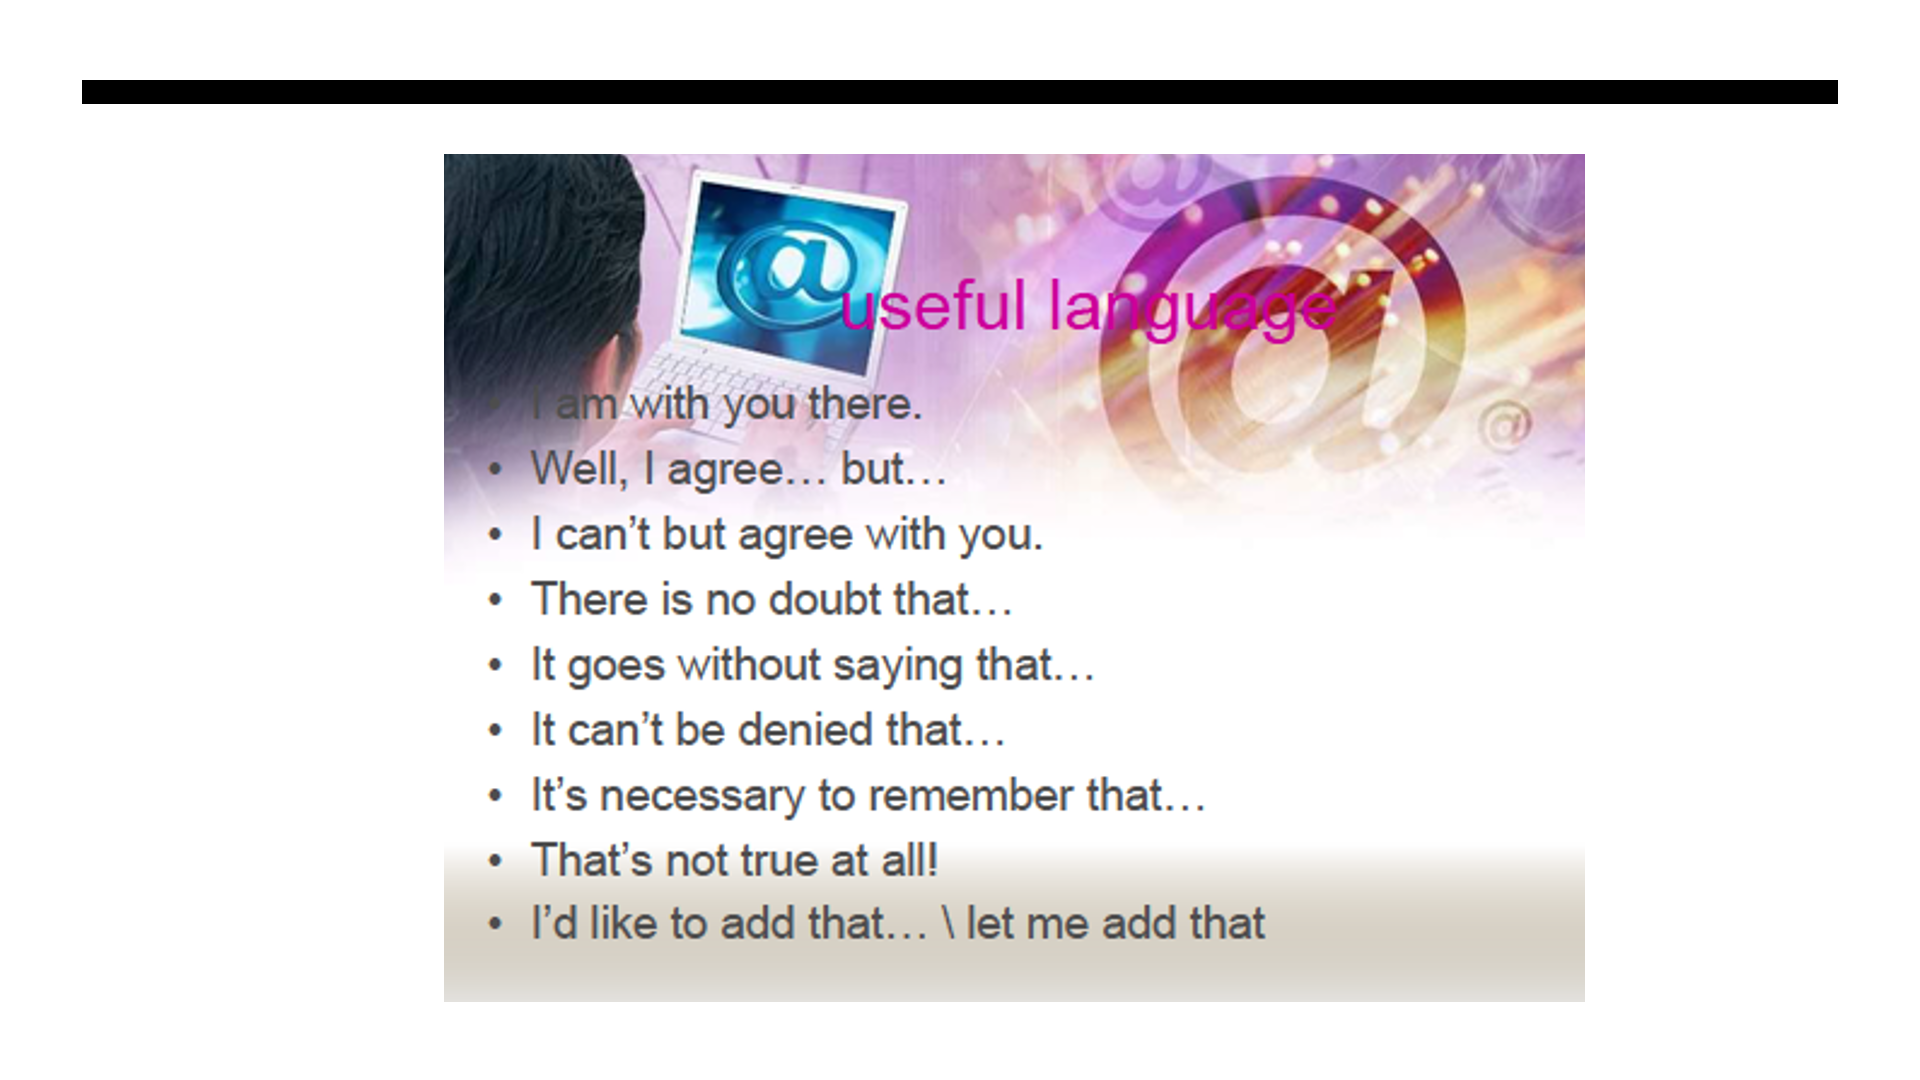 useful language
• I am with you there.
• Well, I agree… but…
• I can’t but agree with you.
• There is no doubt that…
• It goes without saying that…
• It can’t be denied that…
• It’s necessary to remember that…
• That’s not true at all!
• I’d like to add that… \ let me add that